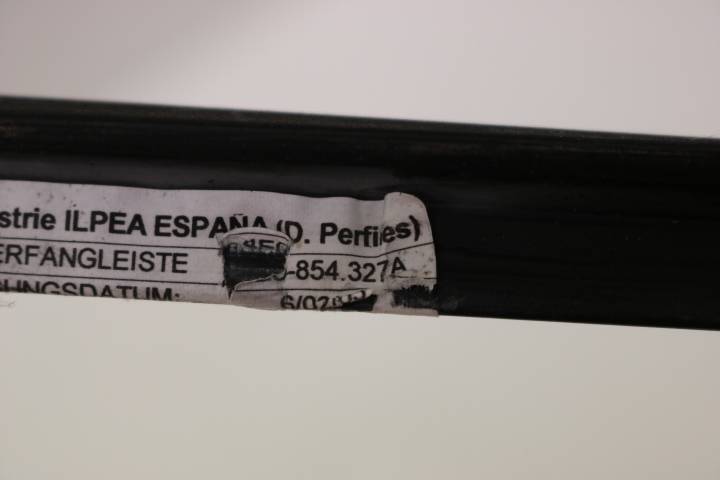 strie ILPEA ESPAÑA (D. Perfiles)
ERFANGLEISTE -854.327A
UNGSDATUM: